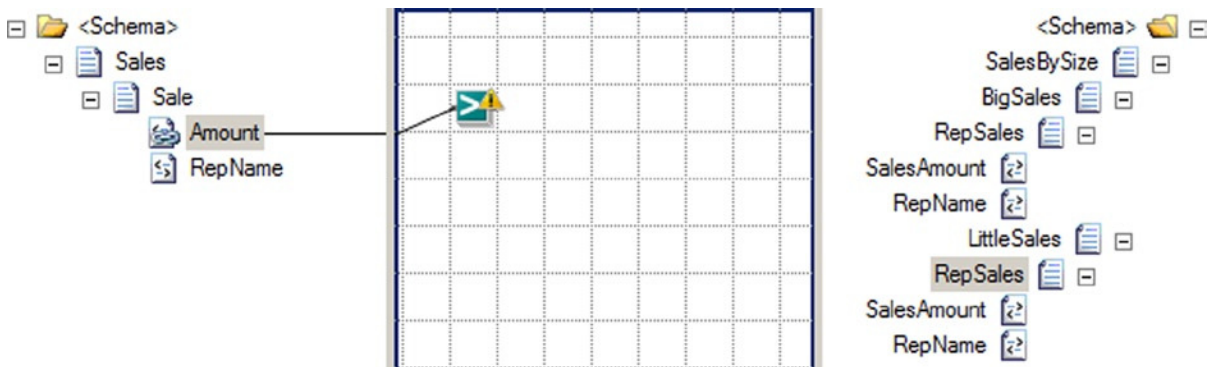 <Schema>
Sales
Sale
Amount
RepName
<Schema>
SalesBySize
BigSales
RepSales
SalesAmount
RepName
LittleSales
RepSales
SalesAmount
RepName